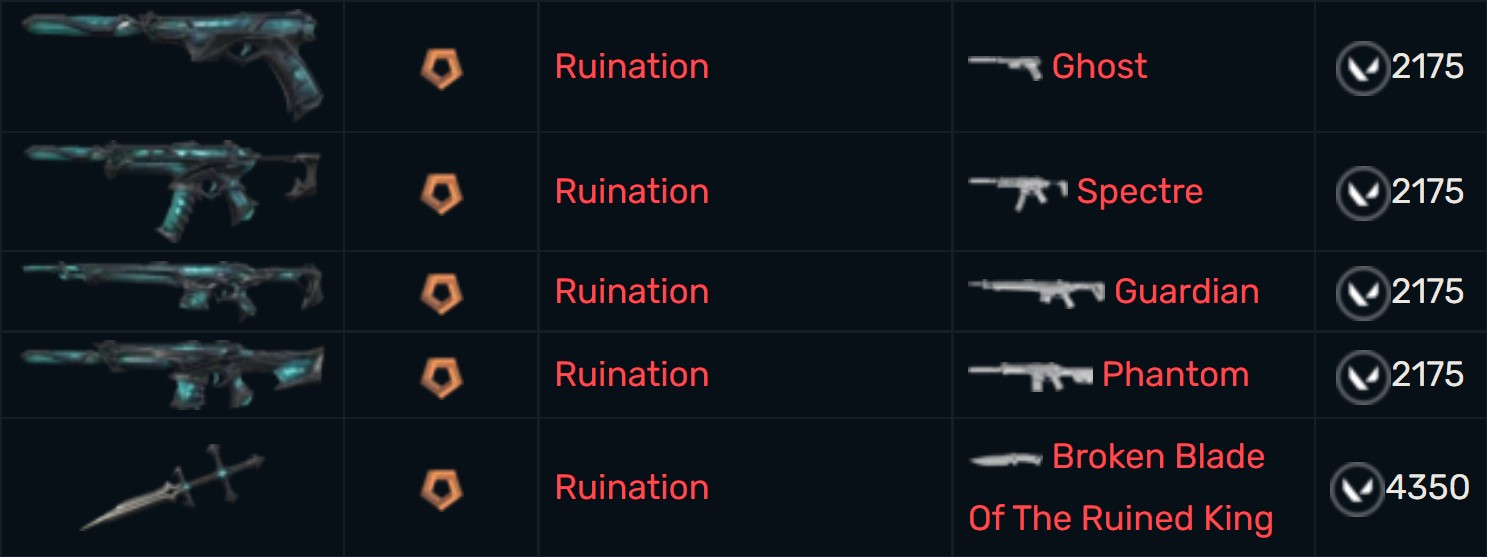 Ruination Ghost 2175
Ruination Spectre 2175
Ruination Guardian 2175
Ruination Phantom 2175
Ruination Broken Blade 4350
Of The Ruined King